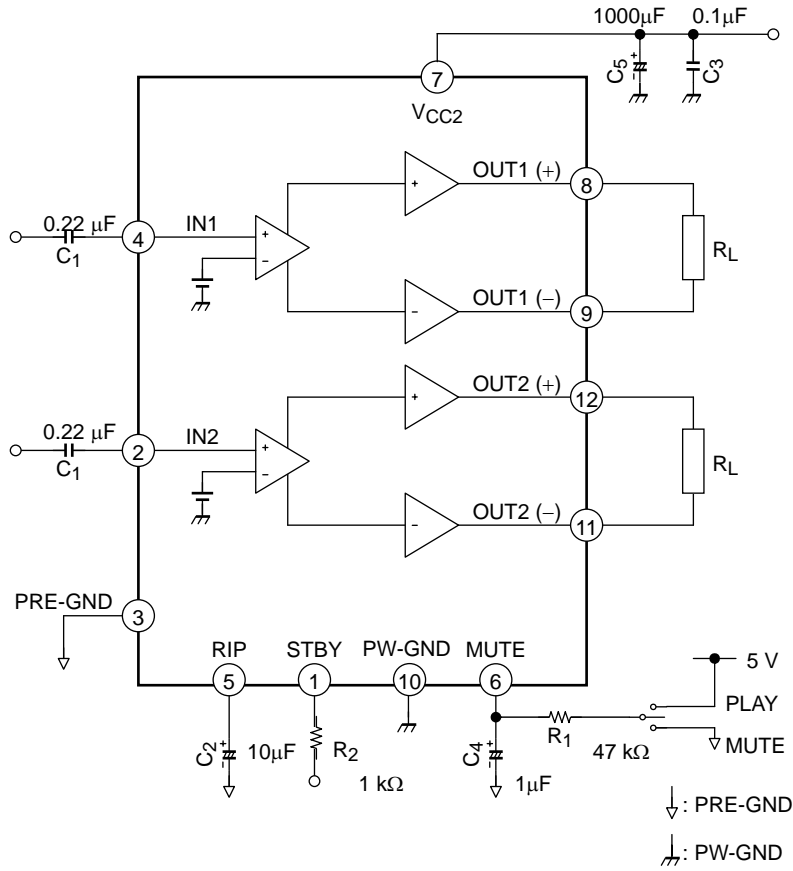 1000μF 0.1μF
C5 + − C3
7
VCC2
+ OUT1 (+) 8
0.22 μF IN1
4 + −
C1
RL
− OUT1 (−) 9
+ OUT2 (+) 12
0.22 μF IN2
2 + −
C1
RL
− OUT2 (−) 11
PRE-GND 3
RIP STBY PW-GND MUTE
5 1 10 6
5 V
PLAY
MUTE
C2 + − 10μF R2 1 kΩ C4 + − 1μF R1 47 kΩ
: PRE-GND
: PW-GND